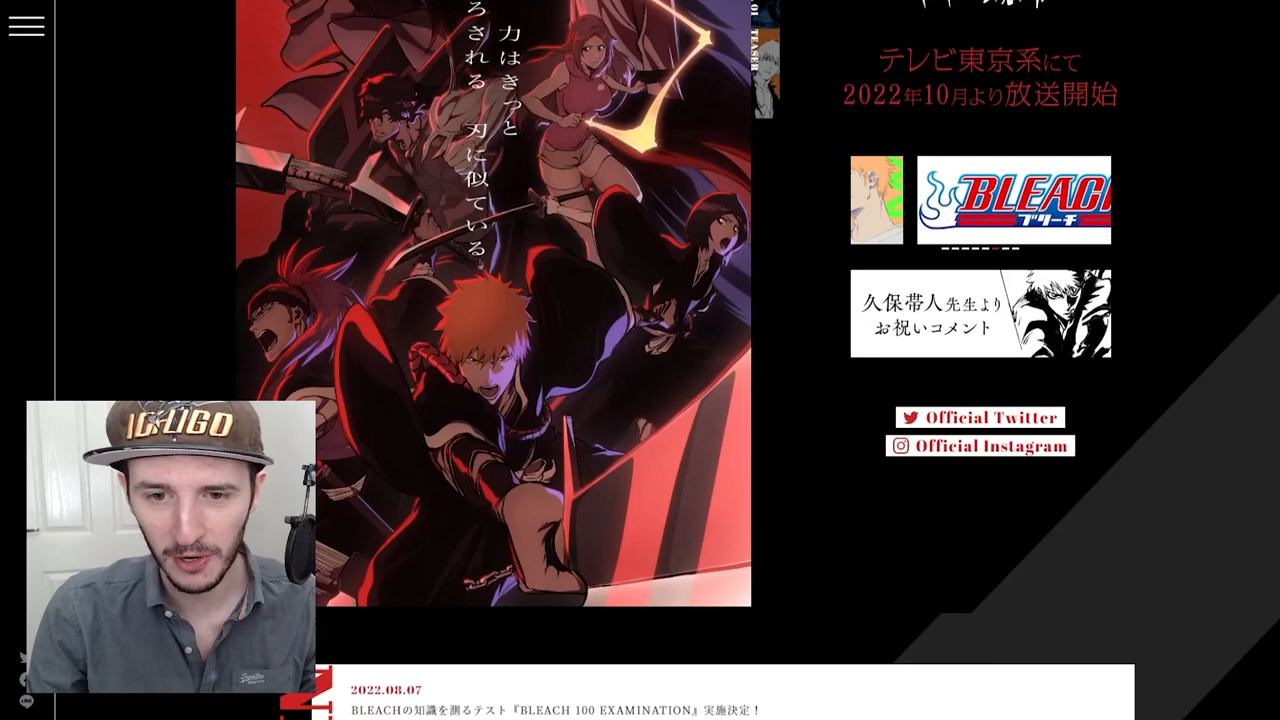 力はきっと
ろされる 刃に似ている
TEASER
テレビ東京系にて
2022年10月より放送開始
BLEACH
ブリーチ
久保帯人先生より
お祝いコメント
Official Twitter
Official Instagram
ICHIGO
LINE
2022.08.07
BLEACHの知識を測るテスト『BLEACH 100 EXAMINATION』実施決定！